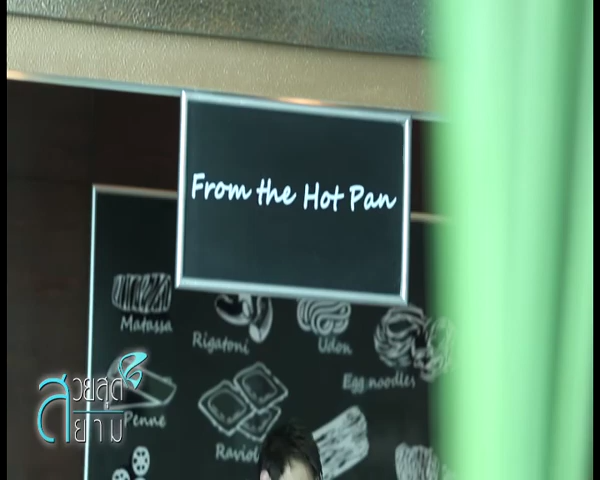 From the Hot Pan
Matassa
Rigatoni
Udon
Egg noodles
Penne
Ravioli
สวยสุด
สยาม